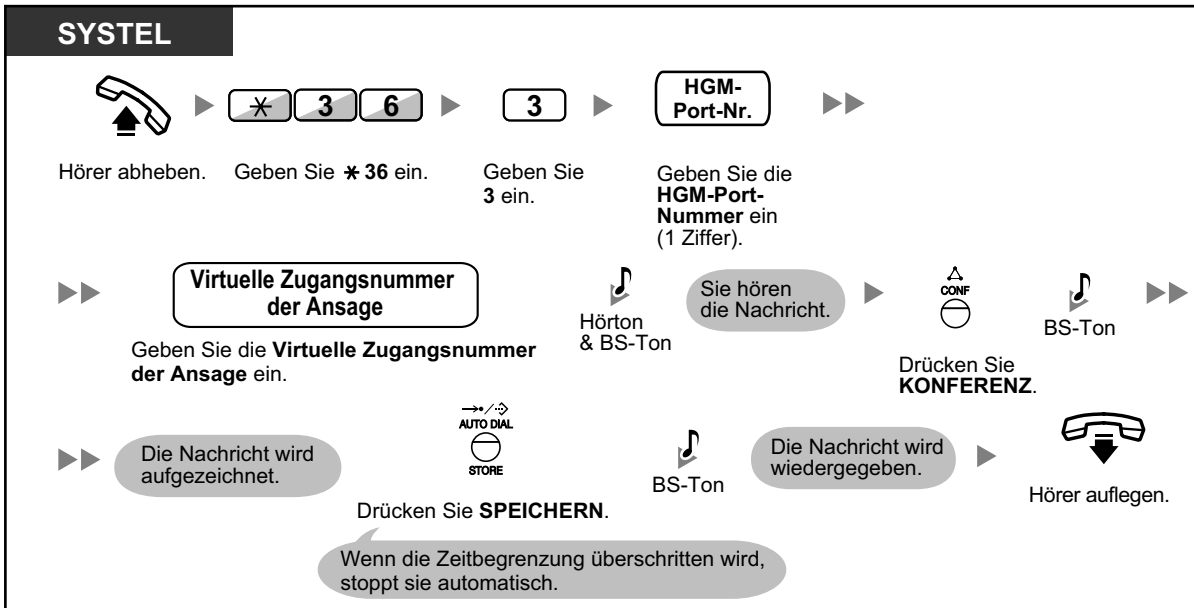 SYSTEL
* 3 6
3
HGM-
Port-Nr.
Hörer abheben.
Geben Sie * 36 ein.
Geben Sie
3 ein.
Geben Sie die
HGM-Port-
Nummer ein
(1 Ziffer).
Virtuelle Zugangsnummer
der Ansage
Geben Sie die Virtuelle Zugangsnummer
der Ansage ein.
Hörton
& BS-Ton
Sie hören
die Nachricht.
CONF
Drücken Sie
KONFERENZ.
BS-Ton
Die Nachricht wird
aufgezeichnet.
AUTO DIAL
STORE
Drücken Sie SPEICHERN.
Wenn die Zeitbegrenzung überschritten wird,
stoppt sie automatisch.
BS-Ton
Die Nachricht wird
wiedergegeben.
Hörer auflegen.